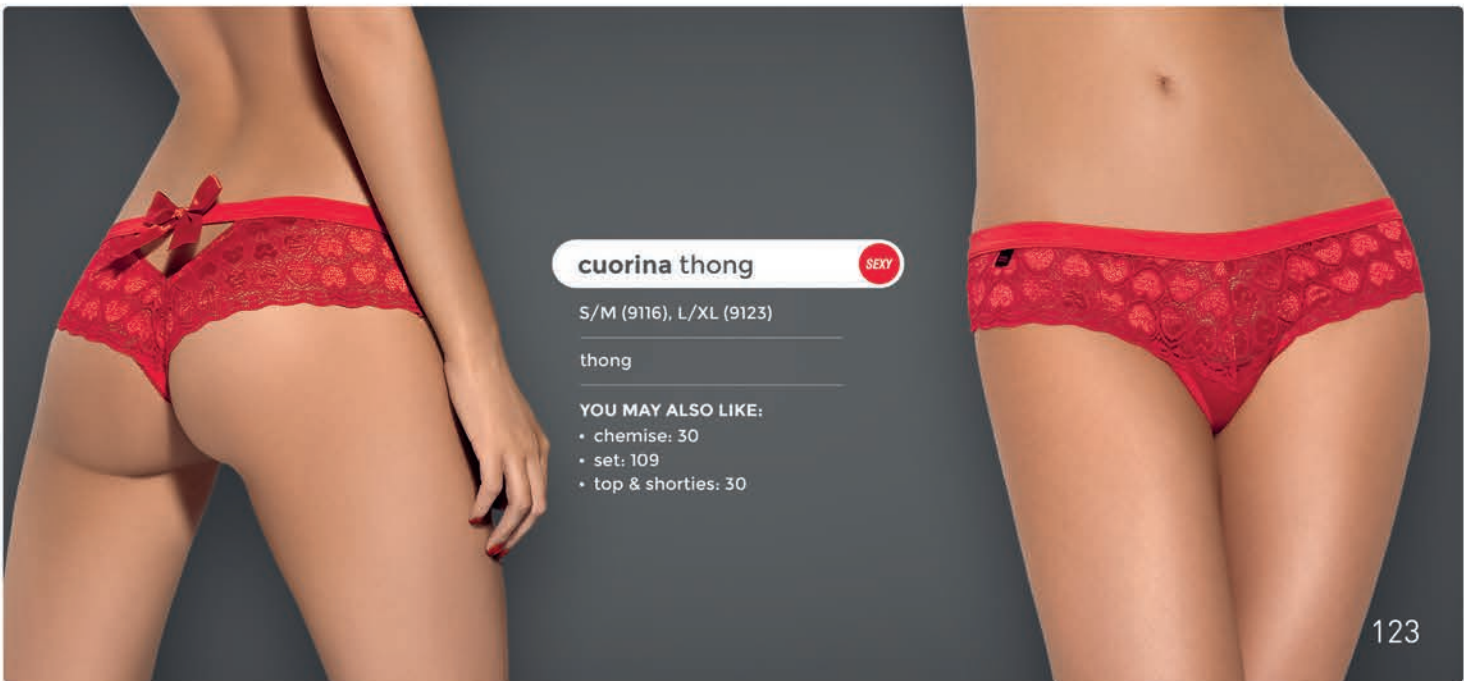 cuorina thong
SEXY
S/M (9116), L/XL (9123)
thong
YOU MAY ALSO LIKE:
• chemise: 30
• set: 109
• top & shorties: 30
123